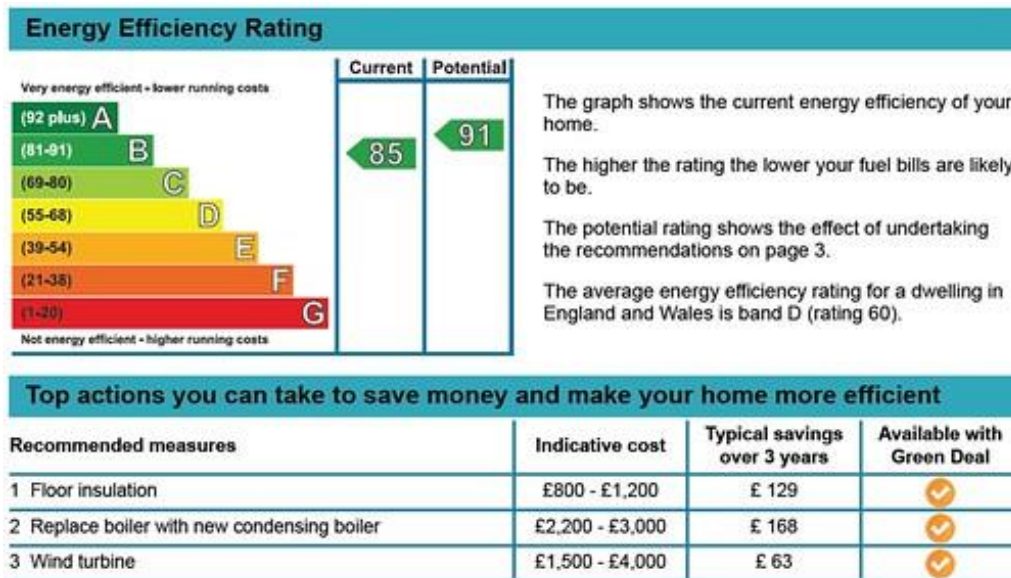 Energy Efficiency Rating
Current Potential
Very energy efficient - lower running costs
(92 plus) A
(81-91) B
(69-80) C
(55-68) D
(39-54) E
(21-38) F
(1-20) G
Not energy efficient - higher running costs
85
91
The graph shows the current energy efficiency of your
home.
The higher the rating the lower your fuel bills are likely
to be.
The potential rating shows the effect of undertaking
the recommendations on page 3.
The average energy efficiency rating for a dwelling in
England and Wales is band D (rating 60).
Top actions you can take to save money and make your home more efficient
Recommended measures Indicative cost Typical savings over 3 years Available with Green Deal
1 Floor insulation £800 - £1,200 £ 129
2 Replace boiler with new condensing boiler £2,200 - £3,000 £ 168
3 Wind turbine £1,500 - £4,000 £ 63